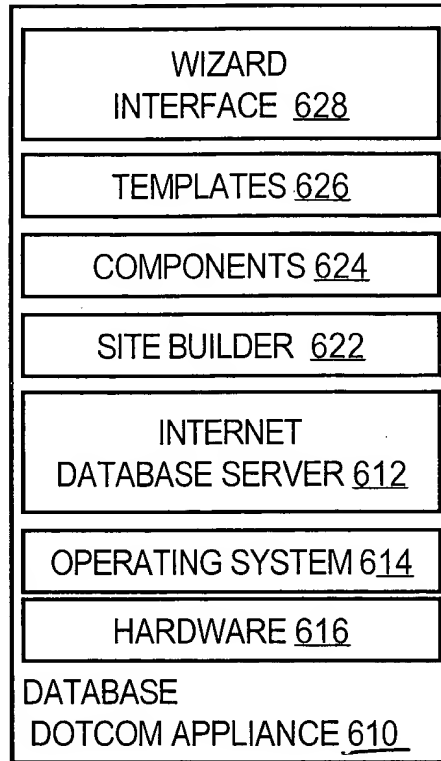 WIZARD
INTERFACE 628
TEMPLATES 626
COMPONENTS 624
SITE BUILDER 622
INTERNET
DATABASE SERVER 612
OPERATING SYSTEM 614
HARDWARE 616
DATABASE
DOTCOM APPLIANCE 610